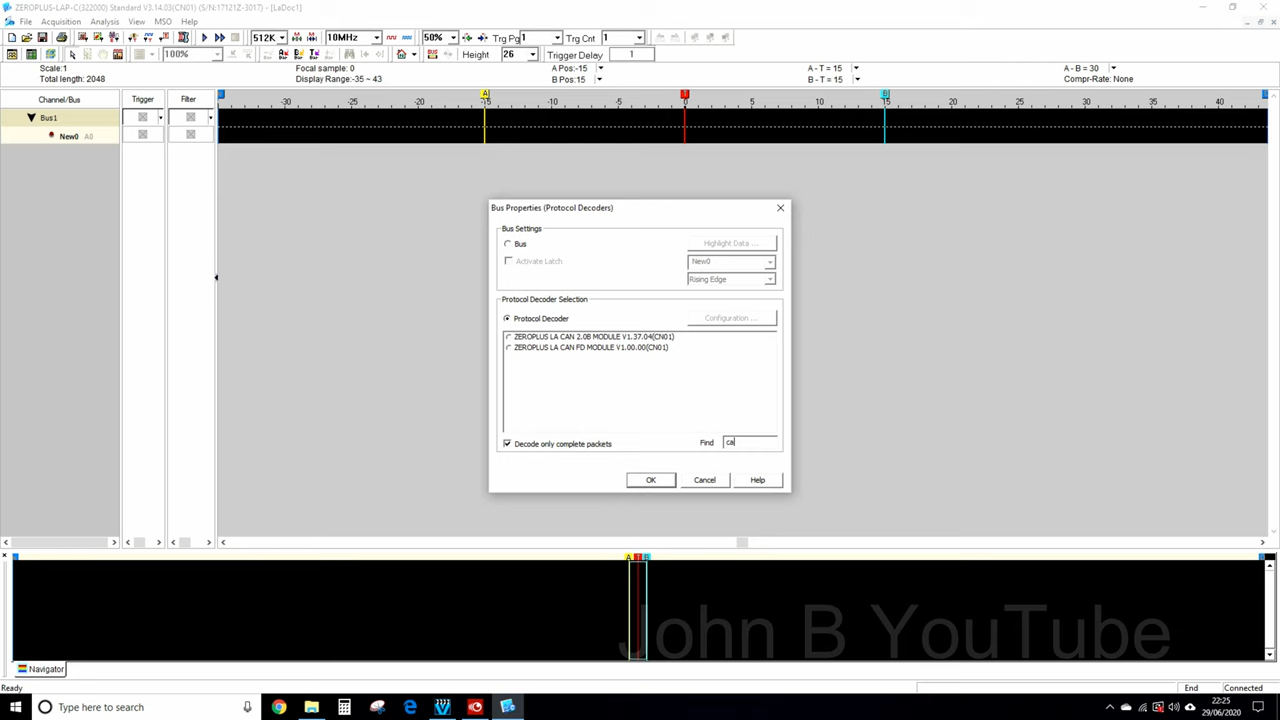 ZEROPLUS-LAP-C(322000) Standard V3.14.03(CN01) (S/N:17121Z-3017) - [LaDoc1]
File Acquisition Analysis View MSO Help
512K 10MHz 50% Trg Pg 1 Trg Cnt 1
100% Height 26 Trigger Delay 1
Scale:1 Focal sample: 0 A Pos:-15 A - T = 15 A - B = 30
Total length: 2048 Display Range:-35 ~ 43 B Pos:15 B - T = 15 Compr-Rate: None
A T B
Channel/Bus Trigger Filter -30 -25 -20 -15 -10 -5 0 5 10 15 20 25 30 35 40
Bus1
New0 A0
Bus Properties (Protocol Decoders)
Bus Settings
Bus Highlight Data ...
Activate Latch New0
Rising Edge
Protocol Decoder Selection
Protocol Decoder Configuration ...
ZEROPLUS LA CAN 2.0B MODULE V1.37.04(CN01)
ZEROPLUS LA CAN FD MODULE V1.00.00(CN01)
Decode only complete packets Find ca
OK Cancel Help
A T B
John B YouTube
Navigator
Ready End Connected
Type here to search
22:25
29/06/2020